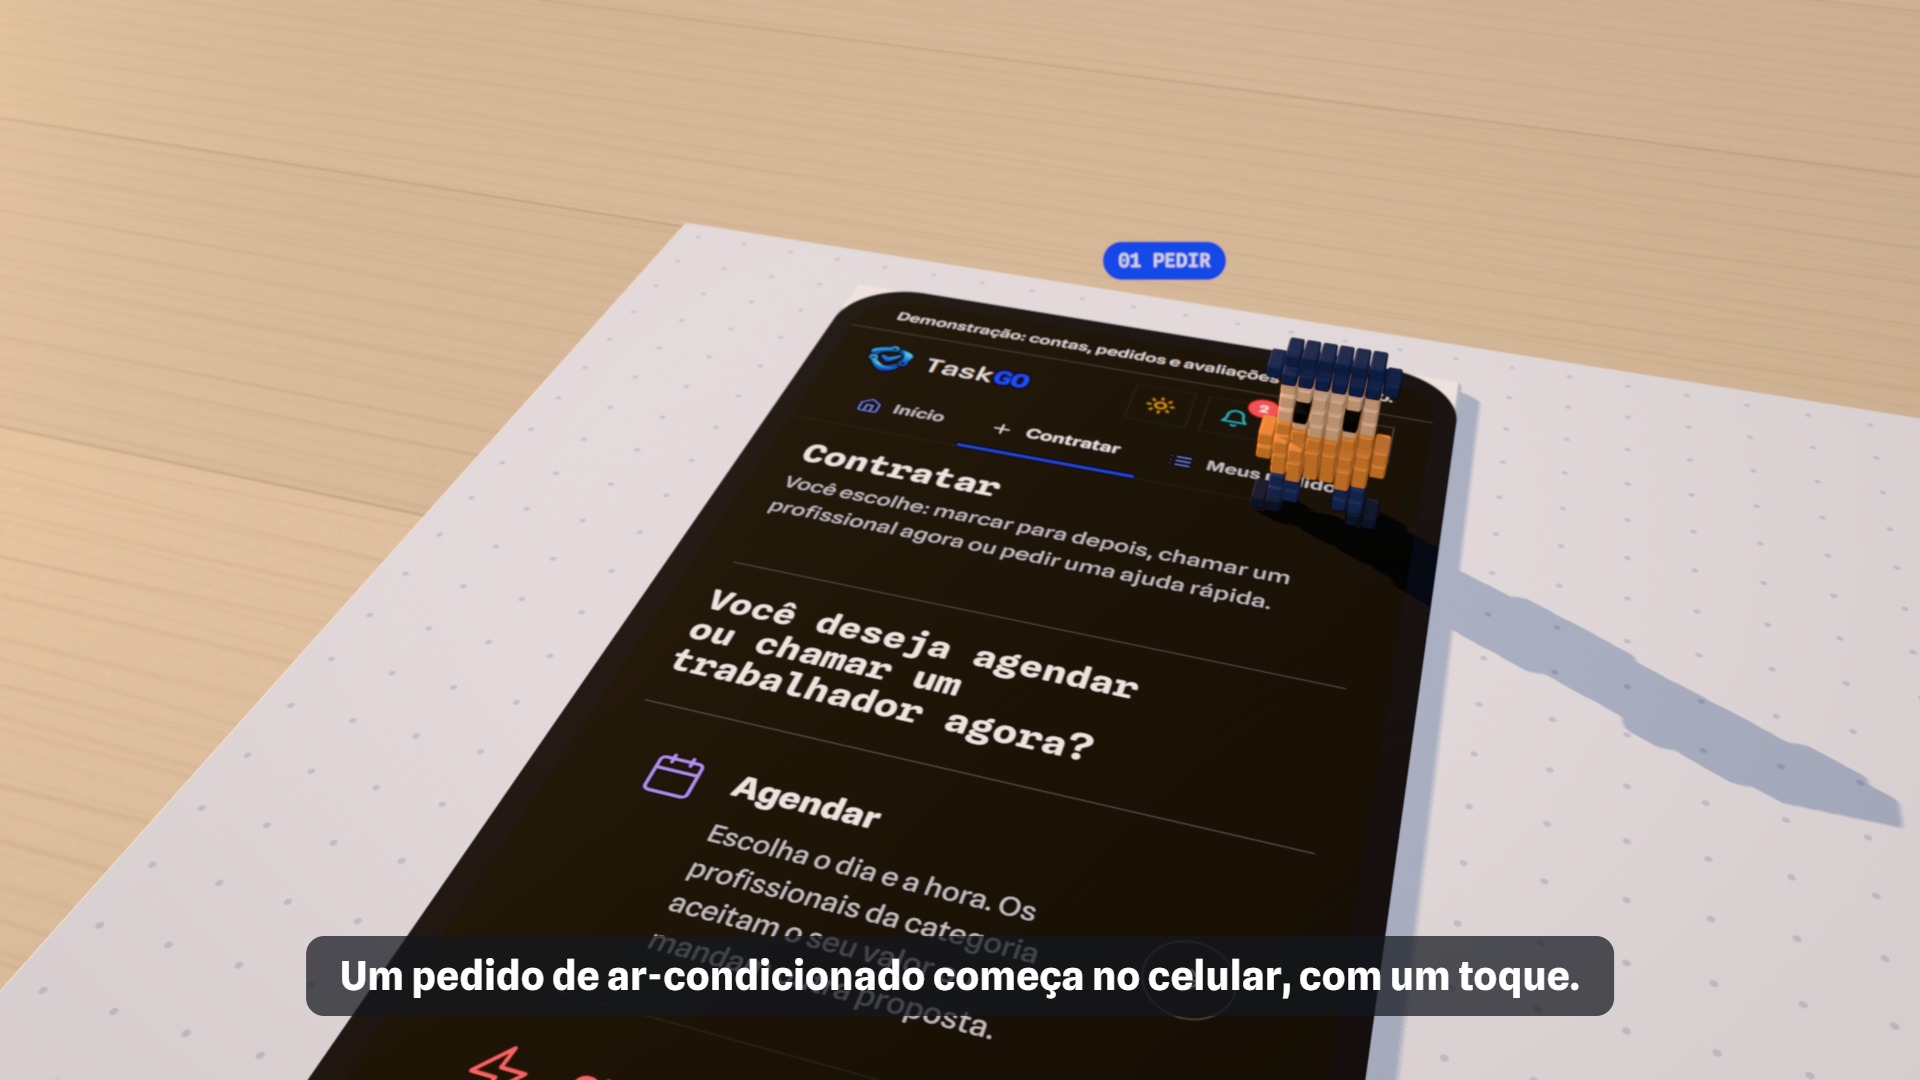 01 PEDIR
Demonstração: contas, pedidos e avaliações
TaskGO
2
Início
+ Contratar
Meus
Contratar
Você escolhe: marcar para depois, chamar um
profissional agora ou pedir uma ajuda rápida.
Você deseja agendar
ou chamar um
trabalhador agora?
Agendar
Escolha o dia e a hora. Os
profissionais da categoria
aceitam o seu valor
proposta.
Um pedido de ar-condicionado começa no celular, com um toque.